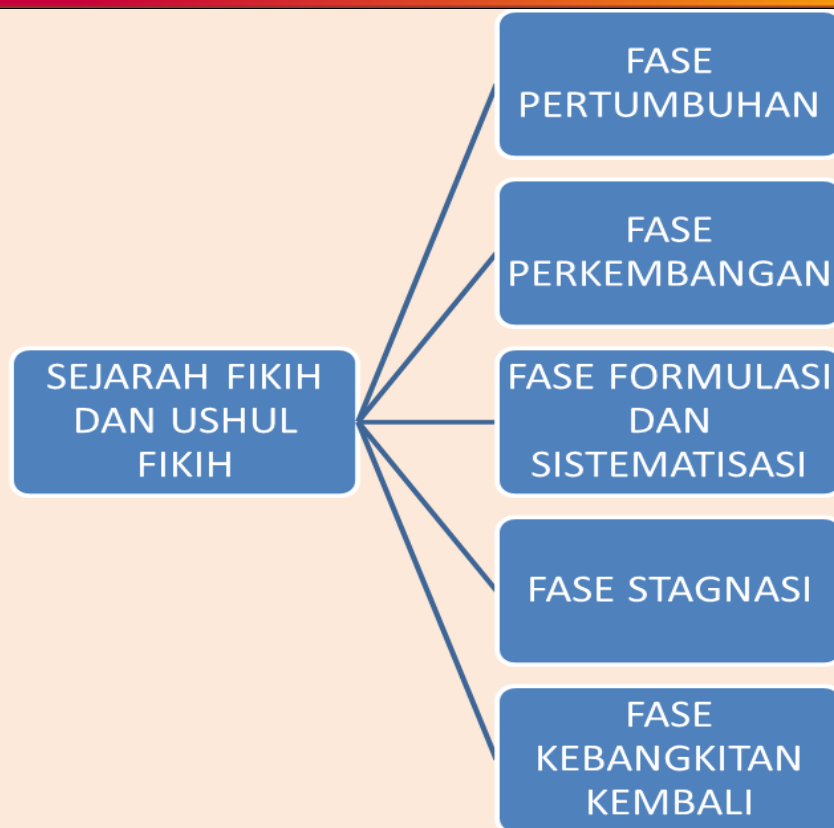 SEJARAH FIKIH
DAN USHUL
FIKIH
FASE
PERTUMBUHAN
FASE
PERKEMBANGAN
FASE FORMULASI
DAN
SISTEMATISASI
FASE STAGNASI
FASE
KEBANGKITAN
KEMBALI